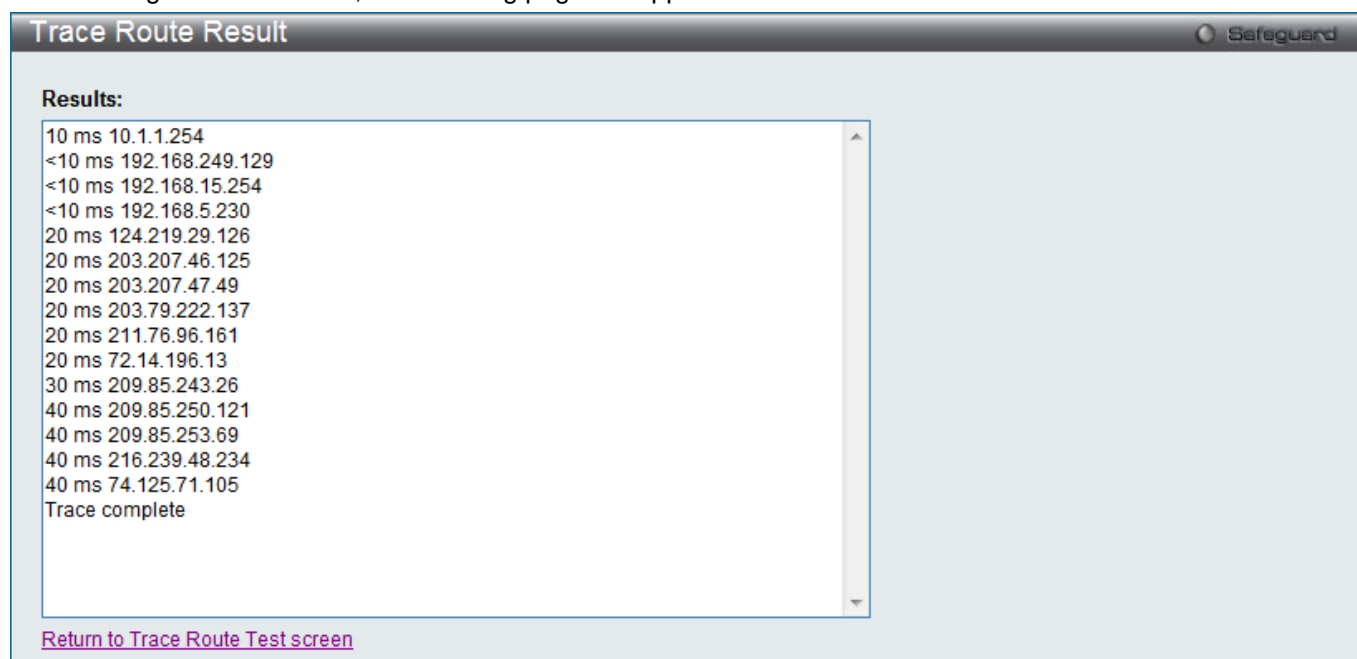 Trace Route Result
Safeguard
Results:
10 ms 10.1.1.254
<10 ms 192.168.249.129
<10 ms 192.168.15.254
<10 ms 192.168.5.230
20 ms 124.219.29.126
20 ms 203.207.46.125
20 ms 203.207.47.49
20 ms 203.79.222.137
20 ms 211.76.96.161
20 ms 72.14.196.13
30 ms 209.85.243.26
40 ms 209.85.250.121
40 ms 209.85.253.69
40 ms 216.239.48.234
40 ms 74.125.71.105
Trace complete
Return to Trace Route Test screen